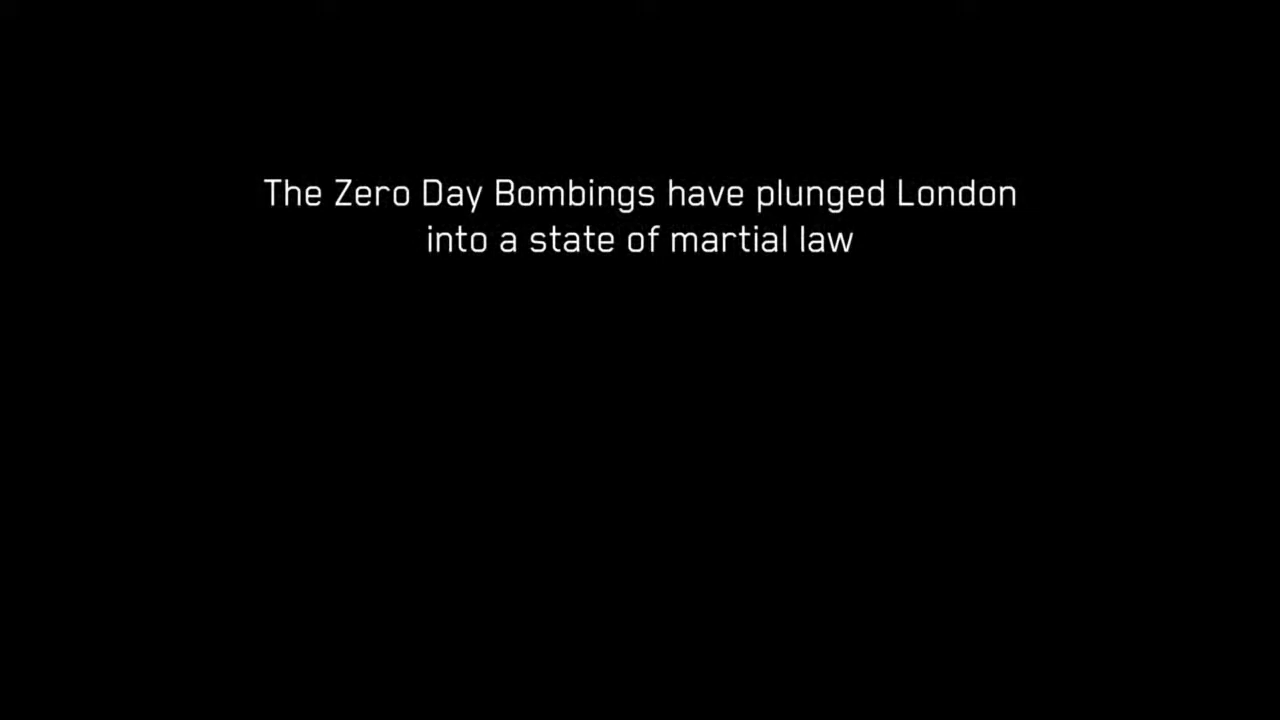 The Zero Day Bombings have plunged London
into a state of martial law